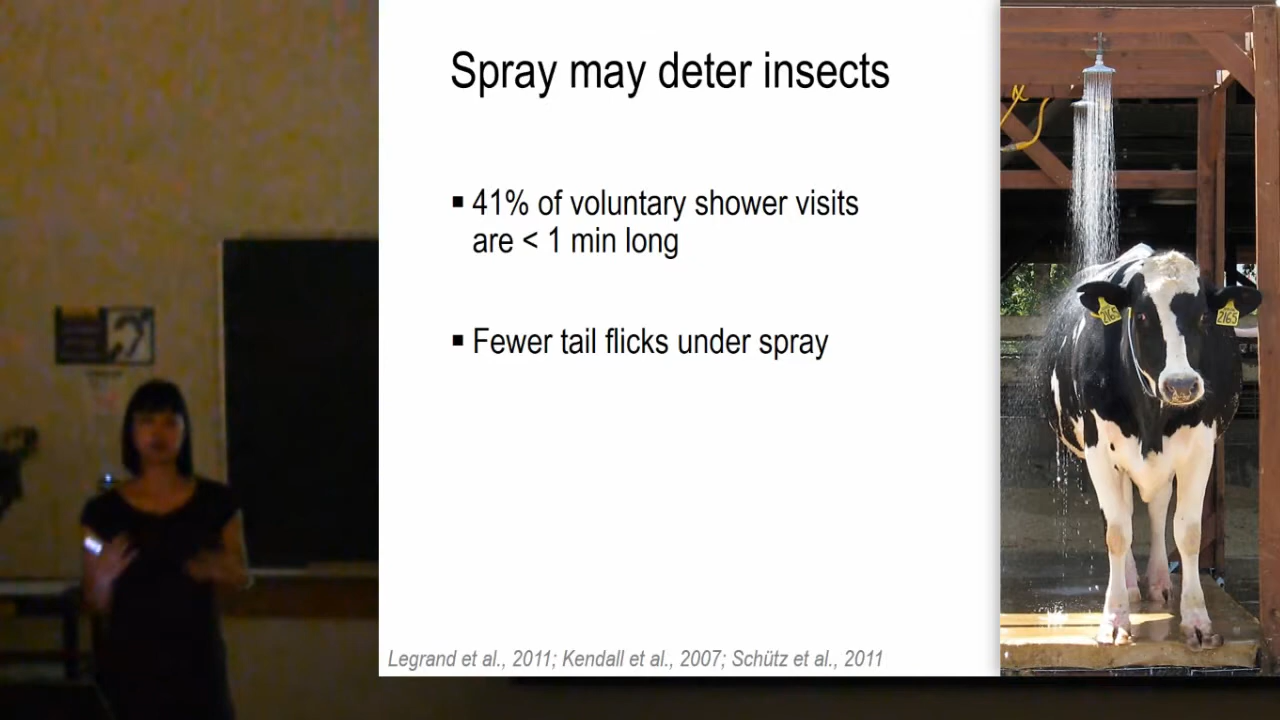 Spray may deter insects
▪ 41% of voluntary shower visits
are < 1 min long
▪ Fewer tail flicks under spray
Legrand et al., 2011; Kendall et al., 2007; Schütz et al., 2011
2165